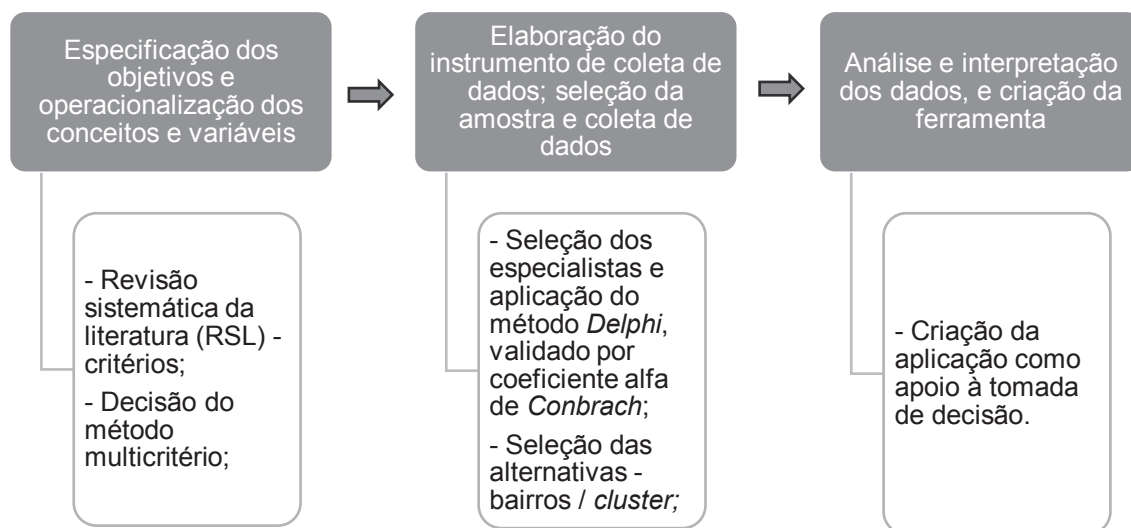 Especificação dos
objetivos e
operacionalização dos
conceitos e variáveis
- Revisão
sistemática da
literatura (RSL) -
critérios;
- Decisão do
método
multicritério;
Elaboração do
instrumento de coleta de
dados; seleção da
amostra e coleta de
dados
- Seleção dos
especialistas e
aplicação do
método Delphi,
validado por
coeficiente alfa
de Conbrach;
- Seleção das
alternativas -
bairros / cluster;
Análise e interpretação
dos dados, e criação da
ferramenta
- Criação da
aplicação como
apoio à tomada
de decisão.